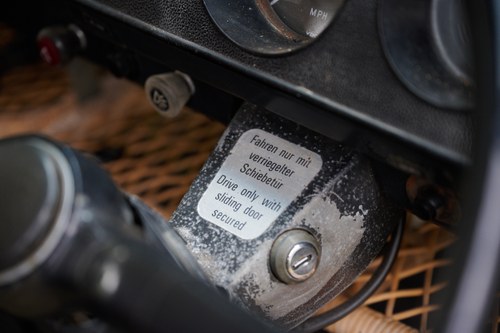 MPH
Fahren nur mit
verriegelter
Schiebetür
Drive only with
sliding door
secured